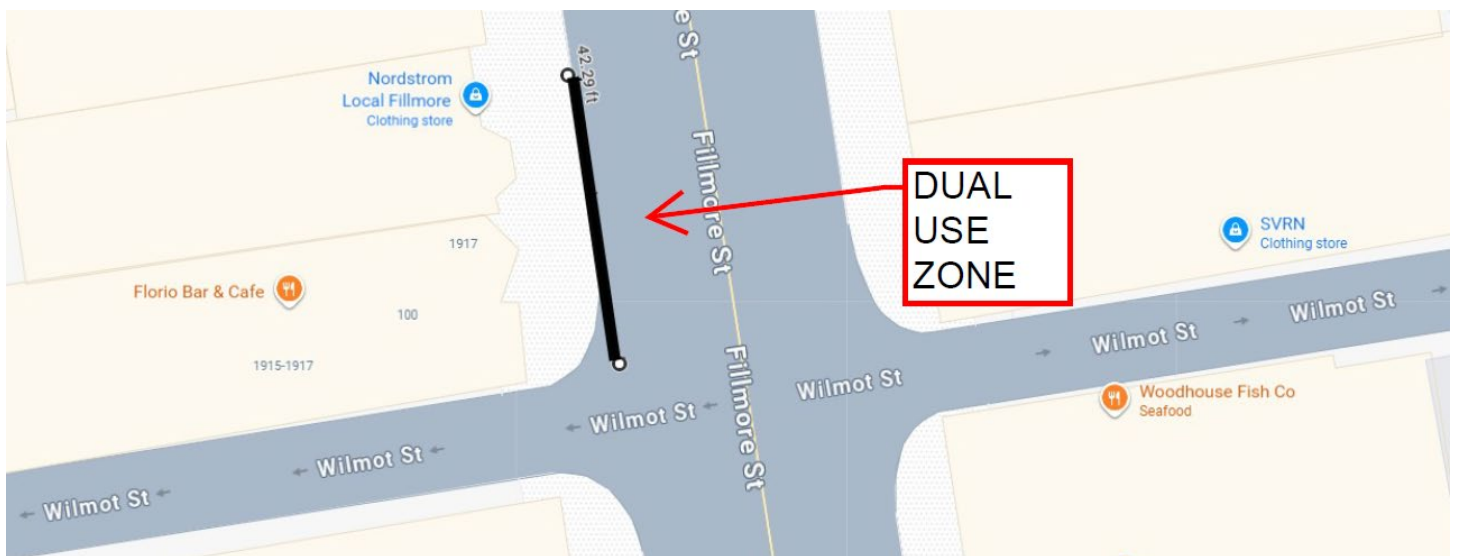 e St
42.29 ft
Nordstrom
Local Fillmore
Clothing store
Fillmore St
DUAL
USE
ZONE
SVRN
Clothing store
1917
Florio Bar & Cafe
100
1915-1917
Wilmot St
Wilmot St
Wilmot St
Fillmore St
Wilmot St
Wilmot St
Wilmot St
Woodhouse Fish Co
Seafood